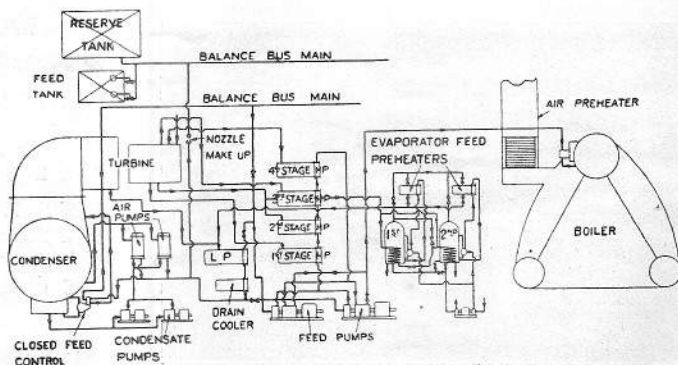 RESERVE
TANK
FEED
TANK
BALANCE BUS MAIN
BALANCE BUS MAIN
TURBINE
NOZZLE
MAKE UP
AIR
PUMPS
CONDENSER
CLOSED FEED
CONTROL
CONDENSATE
PUMPS
L P
DRAIN
COOLER
4TH STAGE HP
3RD STAGE HP
2ND STAGE HP
1ST STAGE HP
FEED PUMPS
EVAPORATOR FEED
PREHEATERS
1ST
2ND
AIR PREHEATER
BOILER